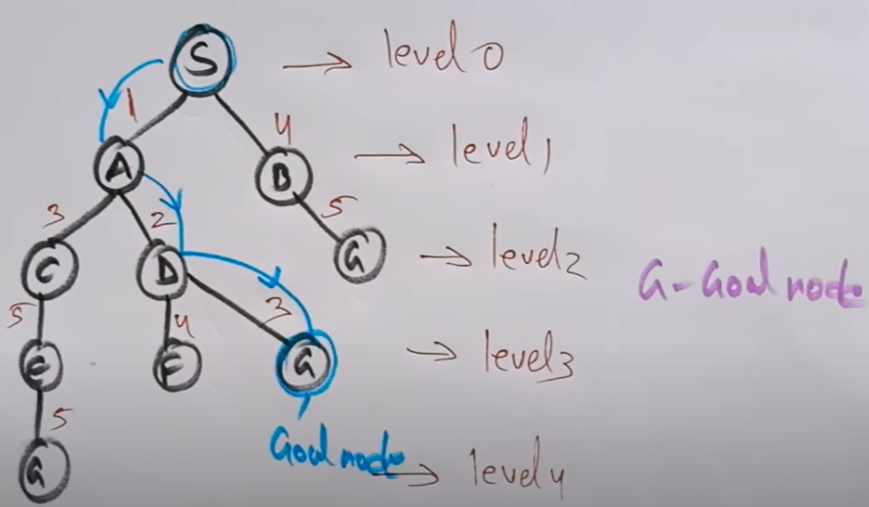 S → level 0
1 4
A B → level 1
3 2 5
C D G → level 2
G - Goal node
5 4 3
E F G → level 3
5
Goal node
G → level 4